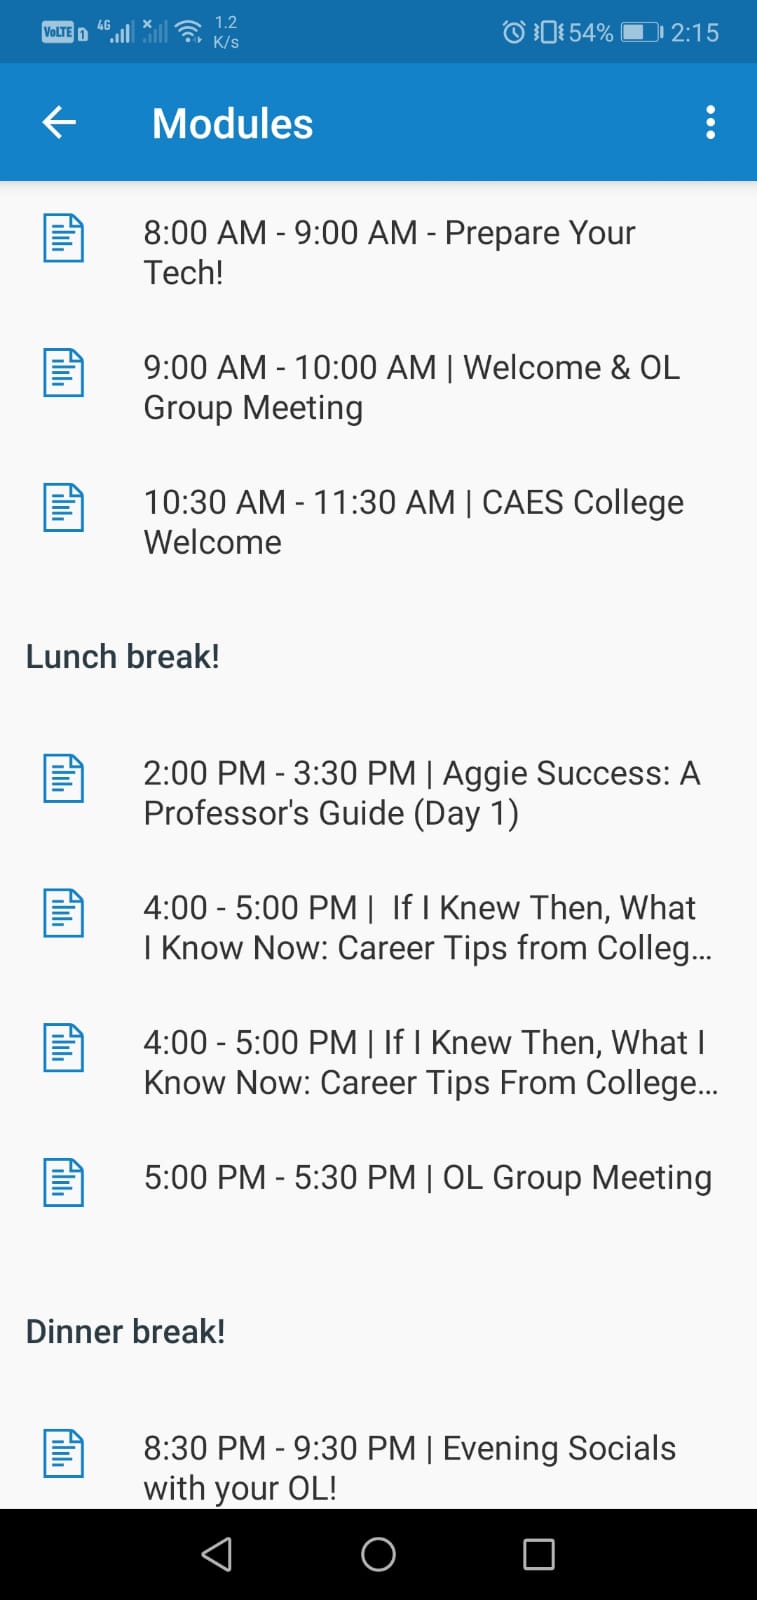 VoLTE 1 4G 1.2 K/s 54% 2:15
Modules
8:00 AM - 9:00 AM - Prepare Your
Tech!
9:00 AM - 10:00 AM | Welcome & OL
Group Meeting
10:30 AM - 11:30 AM | CAES College
Welcome
Lunch break!
2:00 PM - 3:30 PM | Aggie Success: A
Professor's Guide (Day 1)
4:00 - 5:00 PM |  If I Knew Then, What
I Know Now: Career Tips from Colleg...
4:00 - 5:00 PM | If I Knew Then, What I
Know Now: Career Tips From College...
5:00 PM - 5:30 PM | OL Group Meeting
Dinner break!
8:30 PM - 9:30 PM | Evening Socials
with your OL!